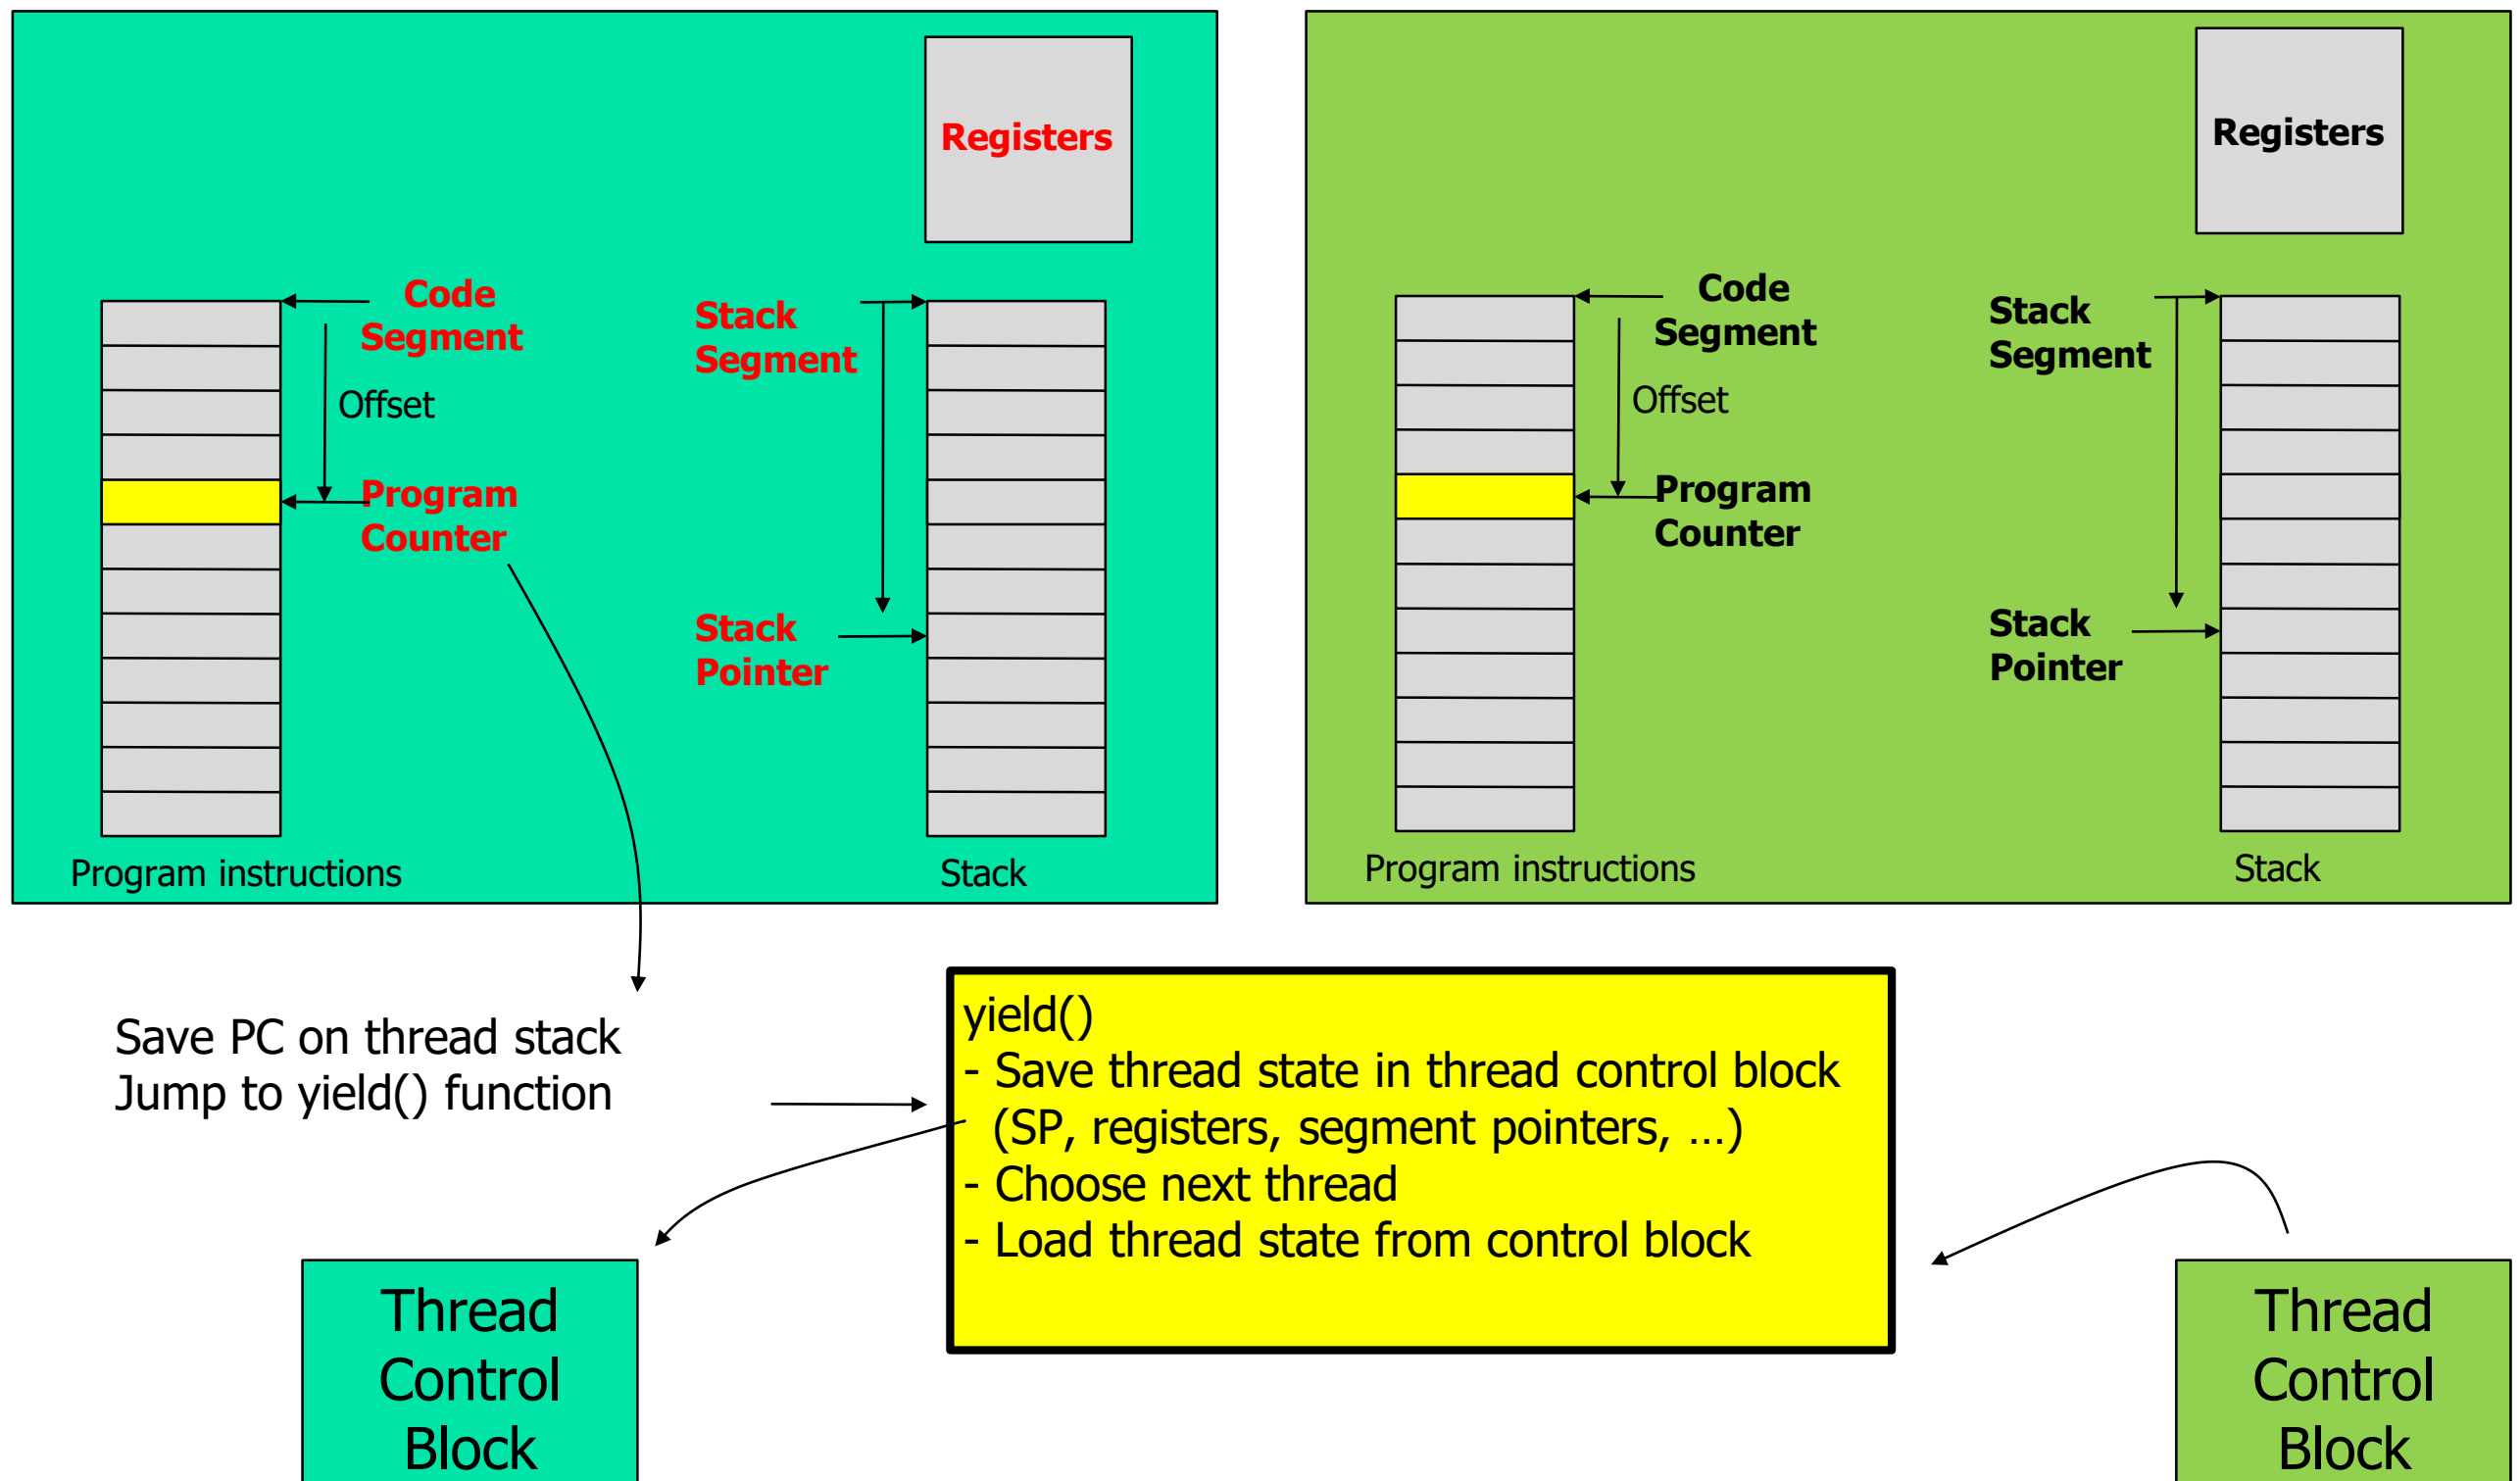 Registers
Code
Segment
Offset
Program
Counter
Stack
Segment
Stack
Pointer
Program instructions
Stack
Registers
Code
Segment
Offset
Program
Counter
Stack
Segment
Stack
Pointer
Program instructions
Stack
Save PC on thread stack
Jump to yield() function
yield()
- Save thread state in thread control block
(SP, registers, segment pointers, …)
- Choose next thread
- Load thread state from control block
Thread
Control
Block
Thread
Control
Block